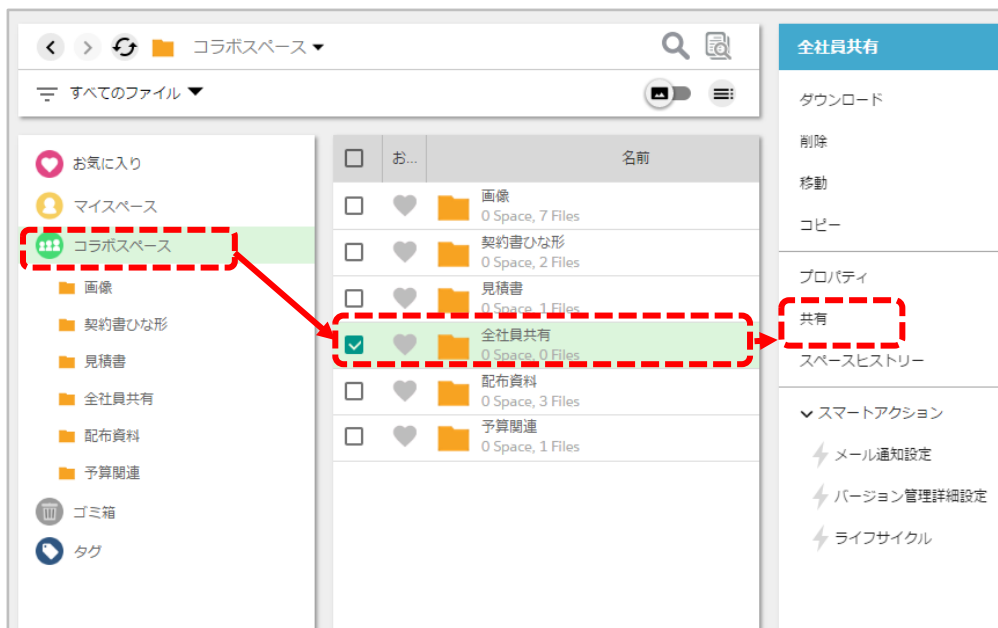 コラボスペース
すべてのファイル
お気に入り
マイスペース
コラボスペース
画像
契約書ひな形
見積書
全社員共有
配布資料
予算関連
ゴミ箱
タグ
お... 名前
画像
0 Space, 7 Files
契約書ひな形
0 Space, 2 Files
見積書
0 Space, 1 Files
全社員共有
0 Space, 0 Files
配布資料
0 Space, 3 Files
予算関連
0 Space, 1 Files
全社員共有
ダウンロード
削除
移動
コピー
プロパティ
共有
スペースヒストリー
スマートアクション
メール通知設定
バージョン管理詳細設定
ライフサイクル